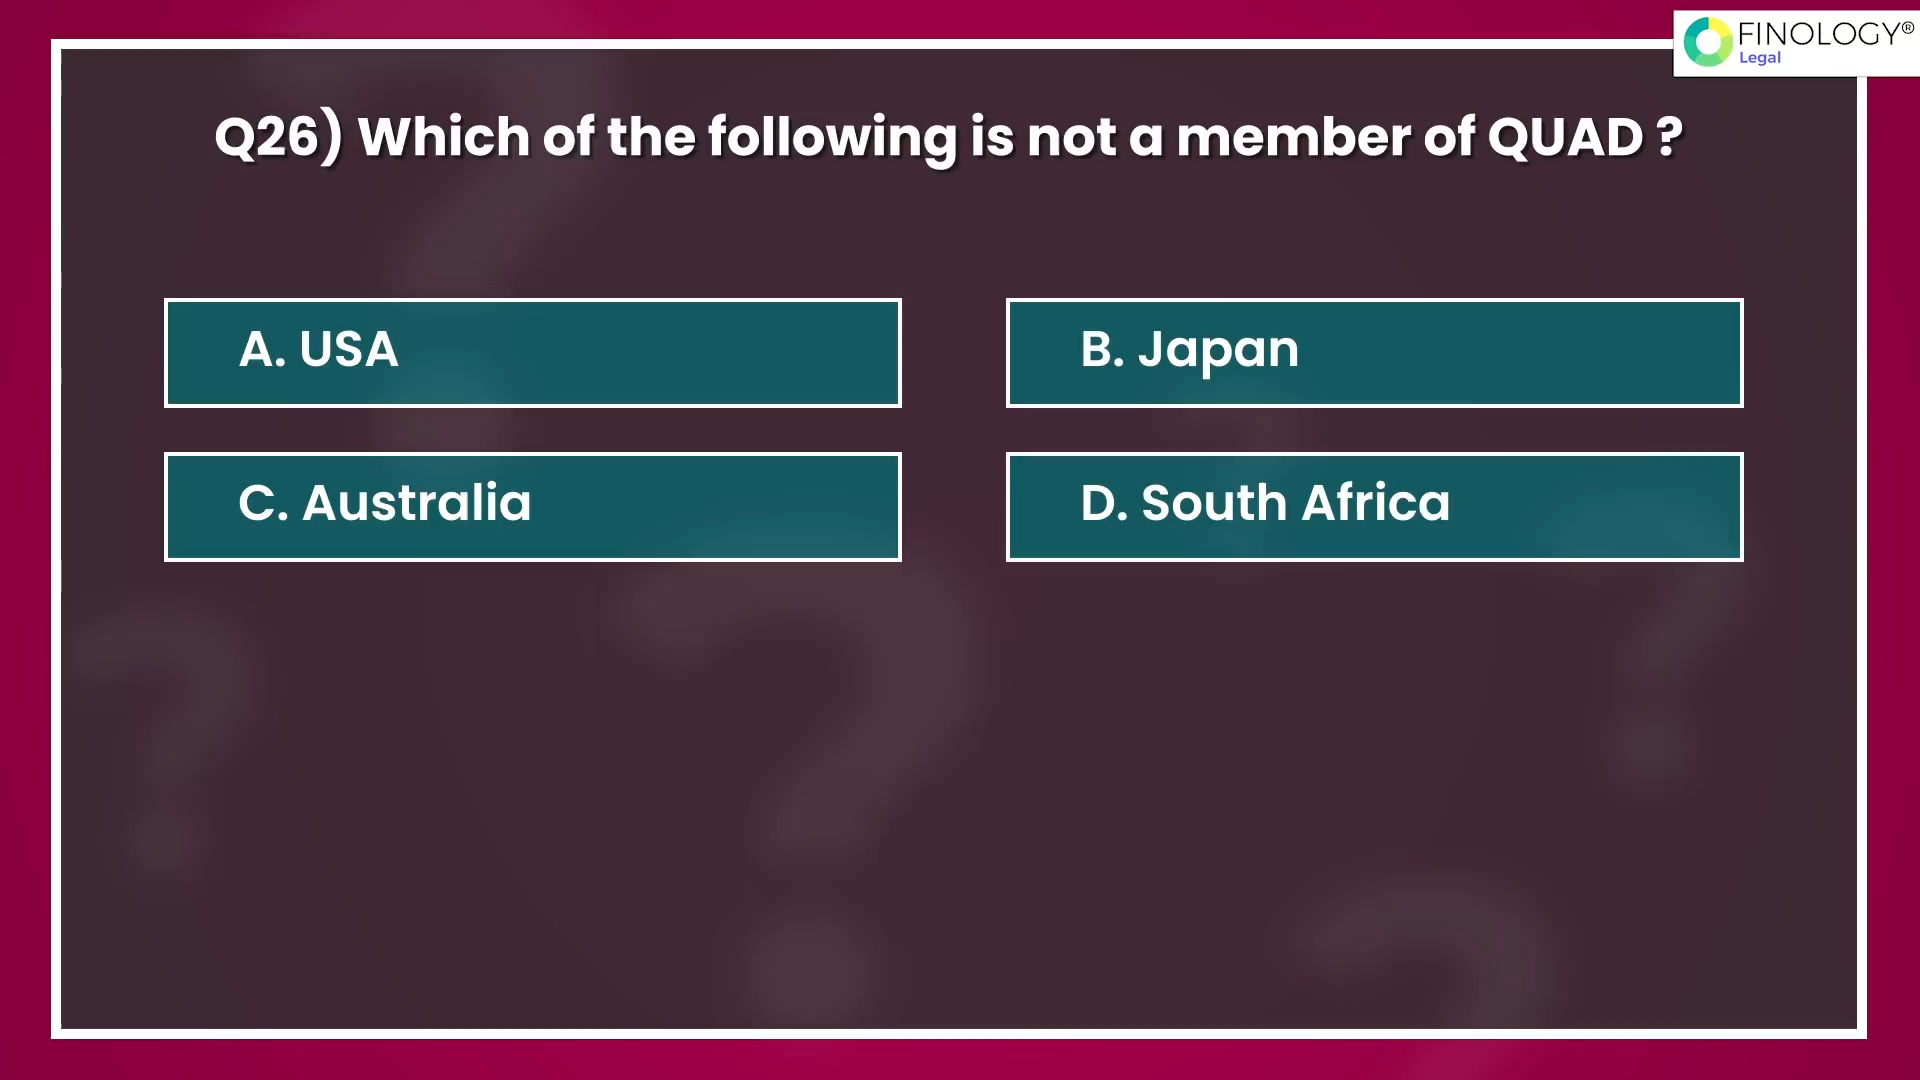 FINOLOGY®
Legal
Q26) Which of the following is not a member of QUAD ?
A. USA
B. Japan
C. Australia
D. South Africa